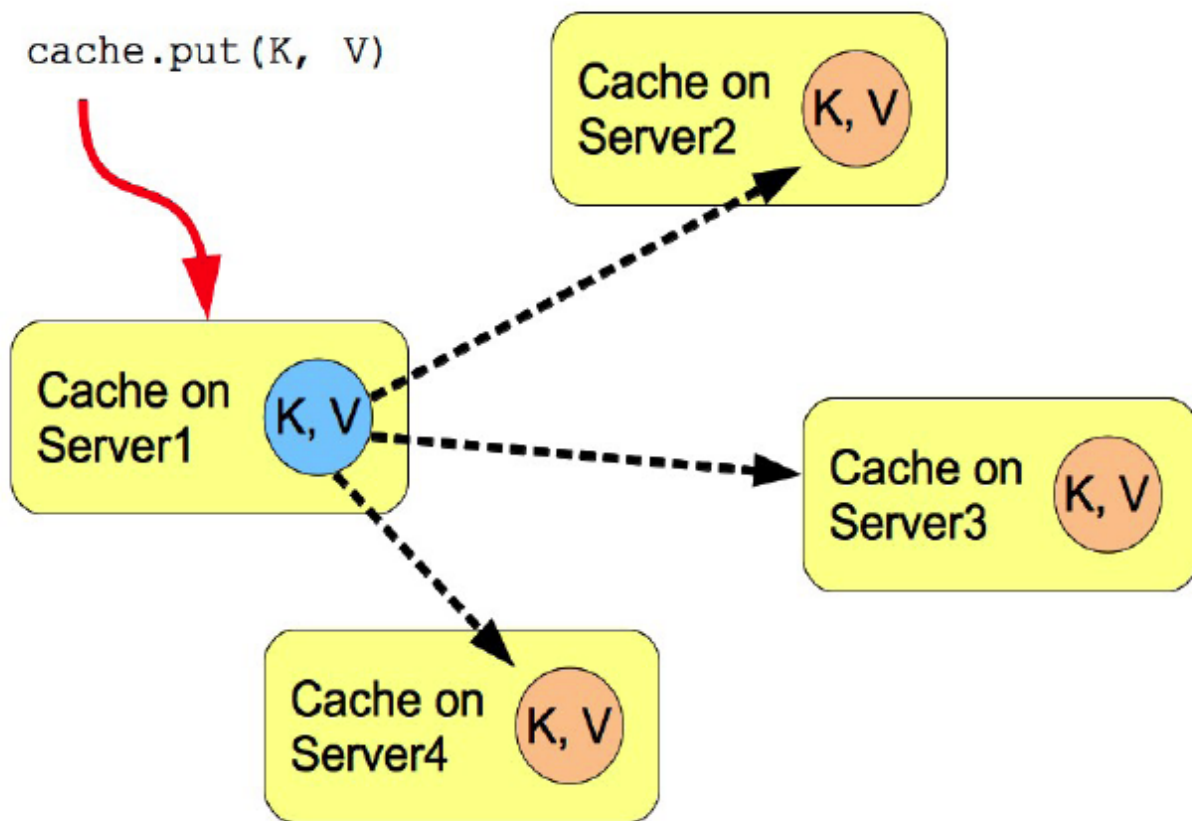 cache.put(K, V)
Cache on
Server2
K, V
Cache on
Server1
K, V
Cache on
Server3
K, V
Cache on
Server4
K, V